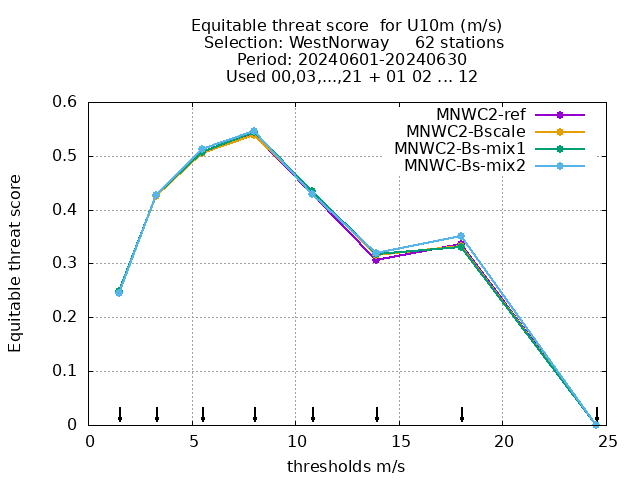 Equitable threat score  for U10m (m/s)
Selection: WestNorway     62 stations
Period: 20240601-20240630
Used 00,03,...,21 + 01 02 ... 12
MNWC2-ref
MNWC2-Bscale
MNWC2-Bs-mix1
MNWC-Bs-mix2
Equitable threat score
0.6
0.5
0.4
0.3
0.2
0.1
0
0 5 10 15 20 25
thresholds m/s